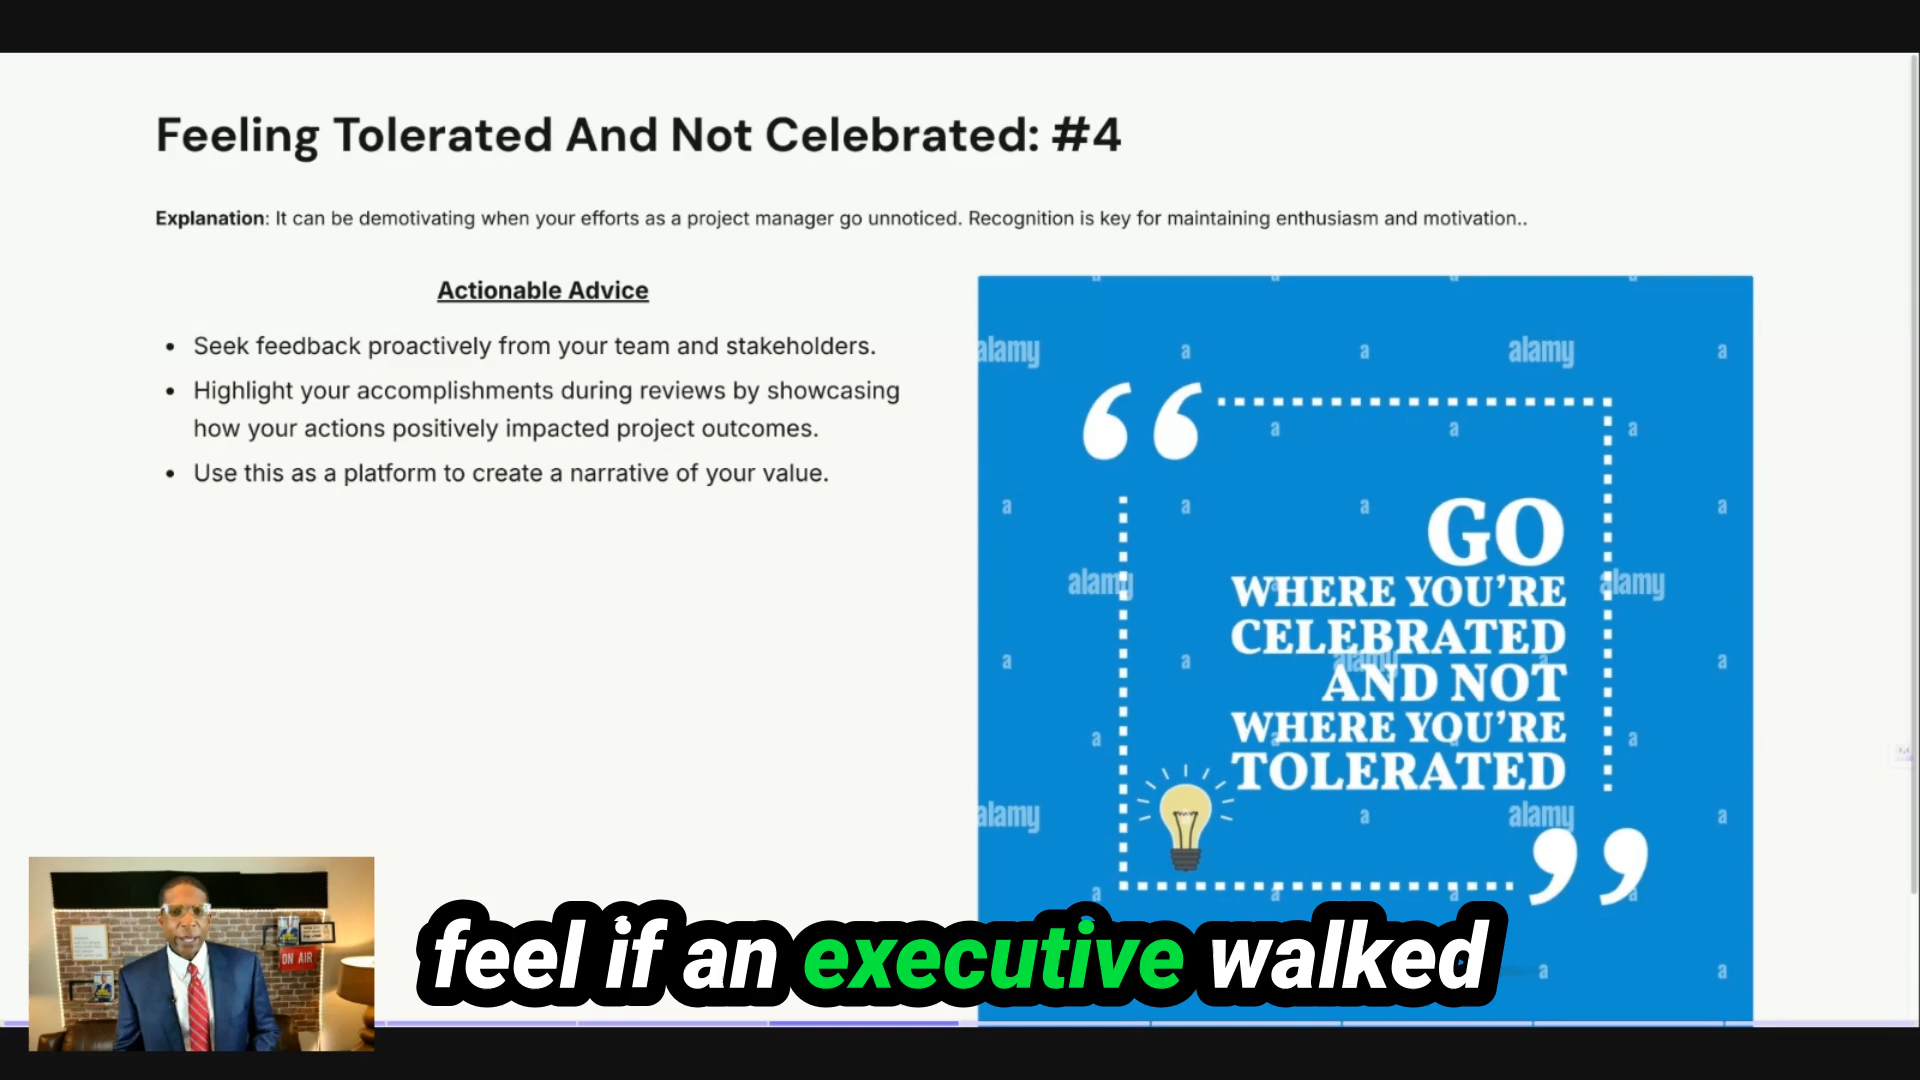 Feeling Tolerated And Not Celebrated: #4
Explanation: It can be demotivating when your efforts as a project manager go unnoticed. Recognition is key for maintaining enthusiasm and motivation..
Actionable Advice
• Seek feedback proactively from your team and stakeholders.
• Highlight your accomplishments during reviews by showcasing
how your actions positively impacted project outcomes.
• Use this as a platform to create a narrative of your value.
alamy
alamy
“
GO
WHERE YOU’RE
CELEBRATED
AND NOT
WHERE YOU’RE
TOLERATED
”
alamy
alamy
alamy
alamy
alamy
ON AIR
feel if an executive walked